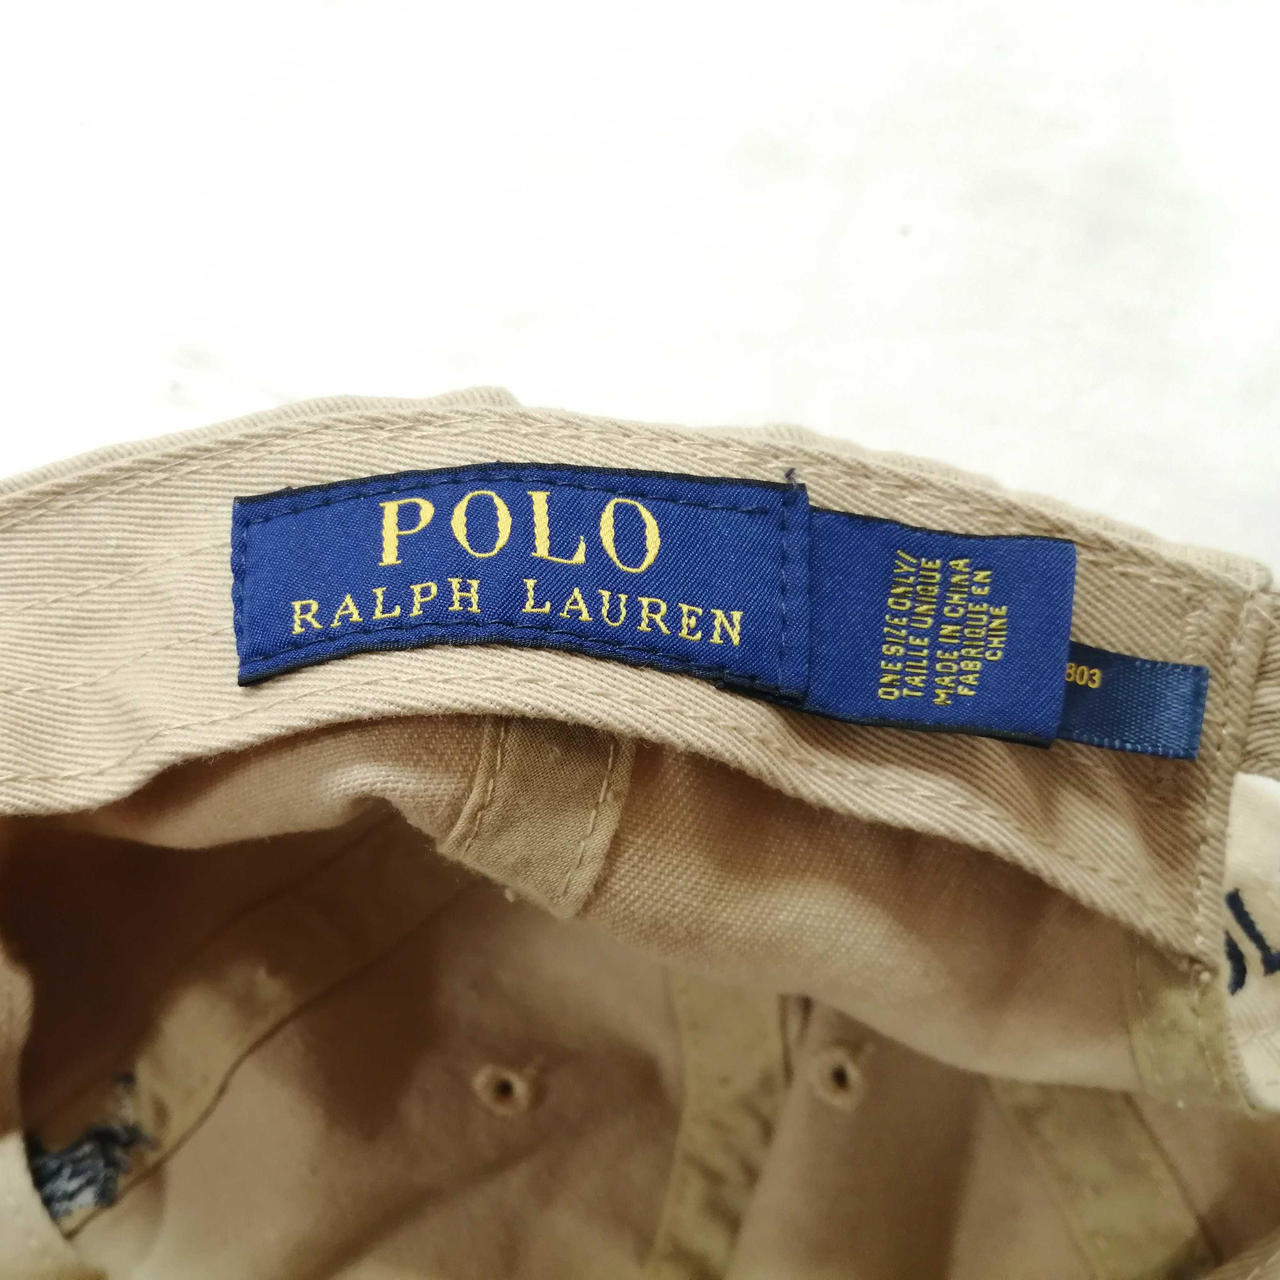 POLO
RALPH LAUREN
ONE SIZE ONLY/
TAILLE UNIQUE
MADE IN CHINA
FABRIQUE EN
CHINE
803